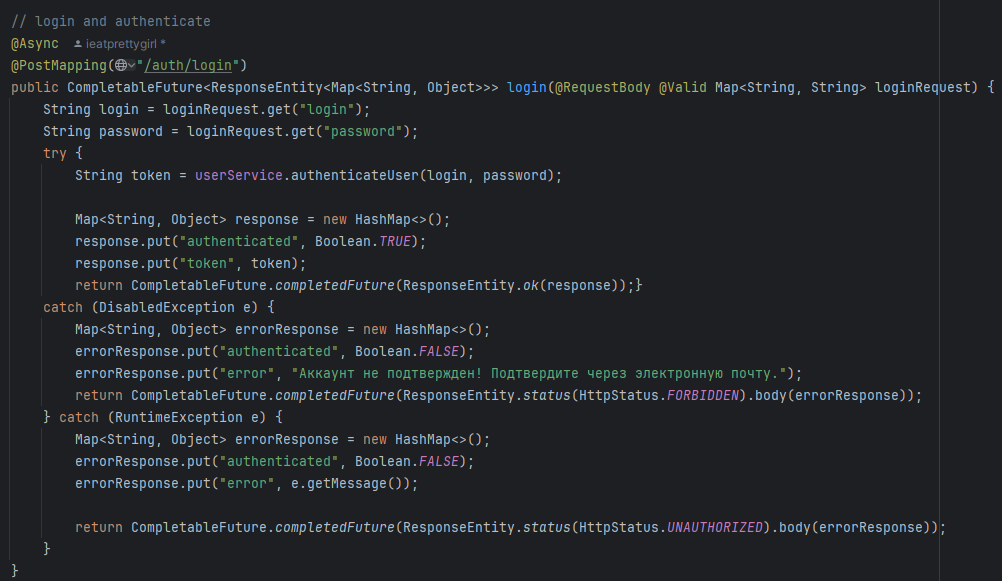 // login and authenticate
@Async ieatprettygirl *
@PostMapping("/auth/login")
public CompletableFuture<ResponseEntity<Map<String, Object>>> login(@RequestBody @Valid Map<String, String> loginRequest) {
    String login = loginRequest.get("login");
    String password = loginRequest.get("password");
    try {
        String token = userService.authenticateUser(login, password);

        Map<String, Object> response = new HashMap<>();
        response.put("authenticated", Boolean.TRUE);
        response.put("token", token);
        return CompletableFuture.completedFuture(ResponseEntity.ok(response));}
    catch (DisabledException e) {
        Map<String, Object> errorResponse = new HashMap<>();
        errorResponse.put("authenticated", Boolean.FALSE);
        errorResponse.put("error", "Аккаунт не подтвержден! Подтвердите через электронную почту.");
        return CompletableFuture.completedFuture(ResponseEntity.status(HttpStatus.FORBIDDEN).body(errorResponse));
    } catch (RuntimeException e) {
        Map<String, Object> errorResponse = new HashMap<>();
        errorResponse.put("authenticated", Boolean.FALSE);
        errorResponse.put("error", e.getMessage());

        return CompletableFuture.completedFuture(ResponseEntity.status(HttpStatus.UNAUTHORIZED).body(errorResponse));
    }
}